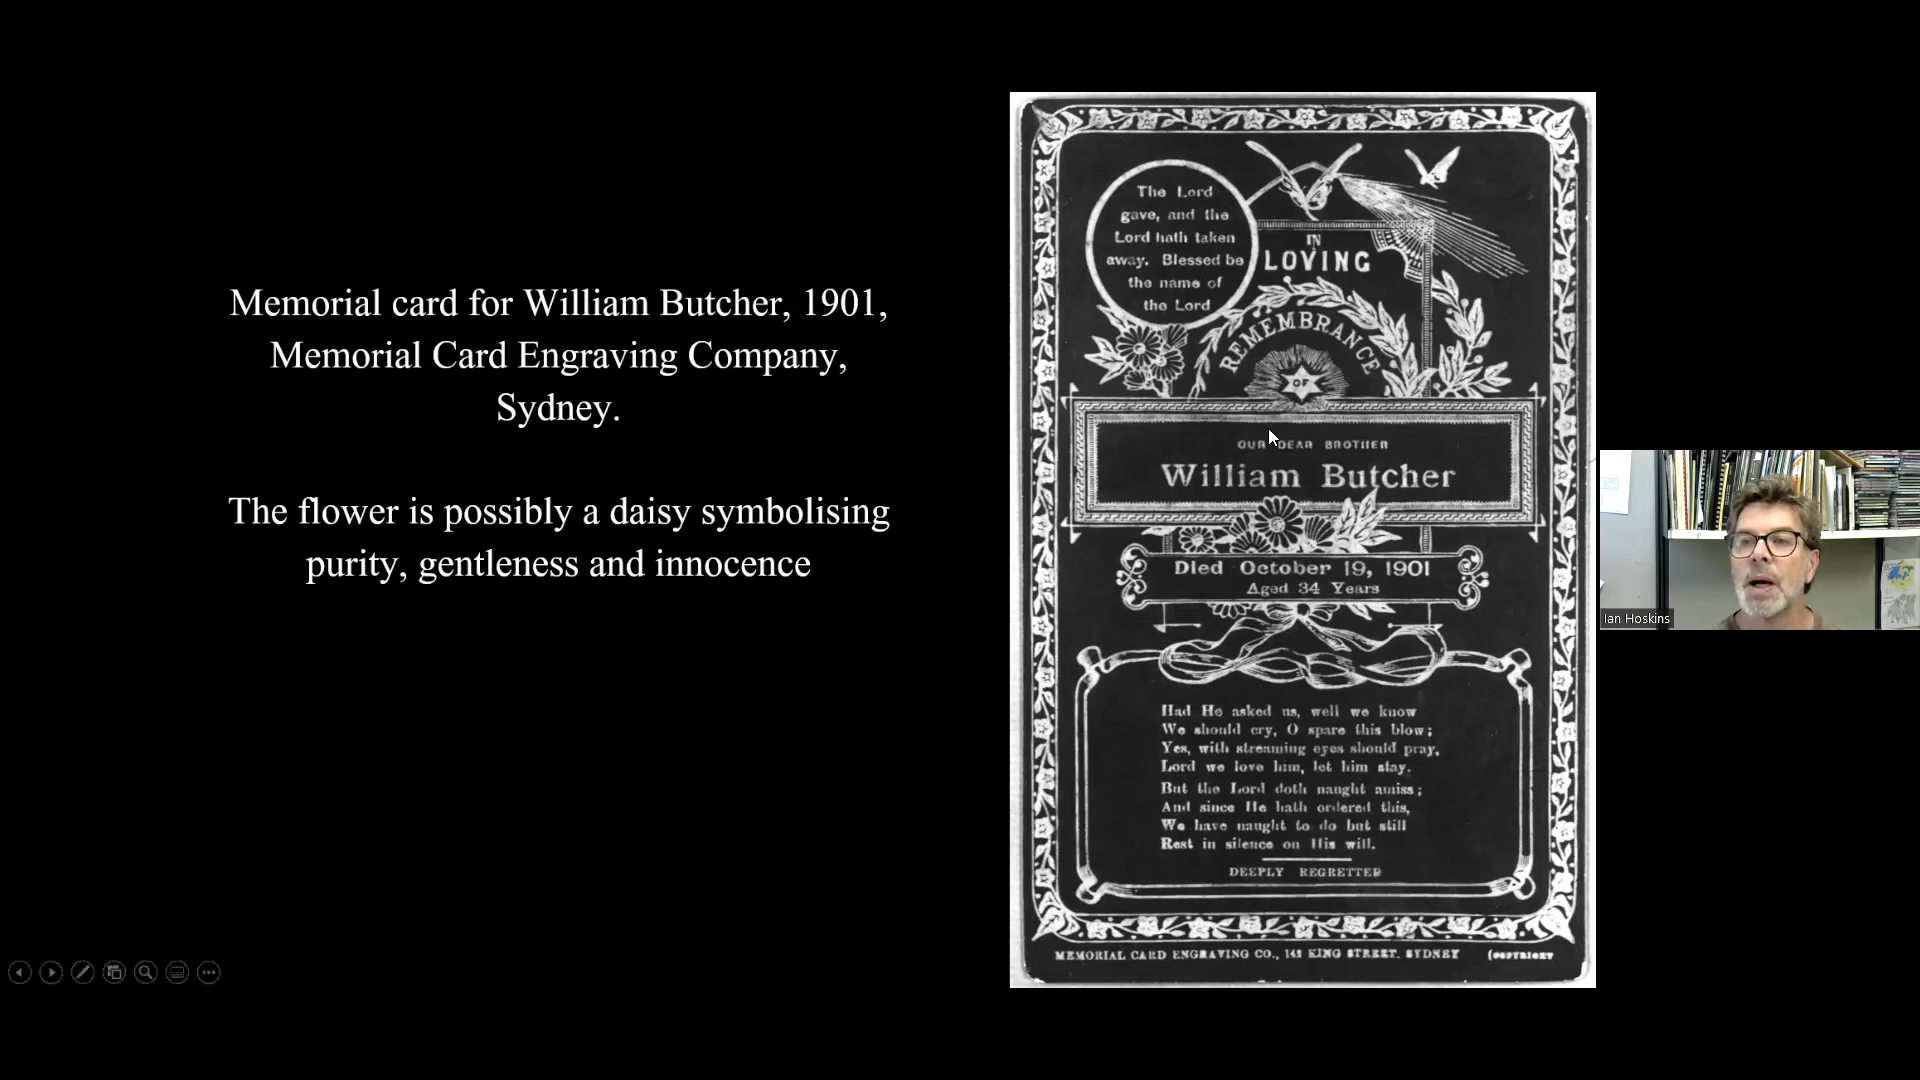 Memorial card for William Butcher, 1901,
Memorial Card Engraving Company,
Sydney.
The flower is possibly a daisy symbolising
purity, gentleness and innocence
The Lord
gave, and the
Lord hath taken
away. Blessed be
the name of
the Lord
IN
LOVING
REMEMBRANCE
OF
OUR DEAR BROTHER
William Butcher
Died October 19, 1901
Aged 34 Years
Had He asked us, well we know
We should cry, O spare this blow;
Yes, with streaming eyes should pray,
Lord we love him, let him stay.
But the Lord doth naught amiss;
And since He hath ordered this,
We have naught to do but still
Rest in silence on His will.
DEEPLY REGRETTED
MEMORIAL CARD ENGRAVING CO., KING STREET. SYDNEY (COPYRIGHT
Ian Hoskins